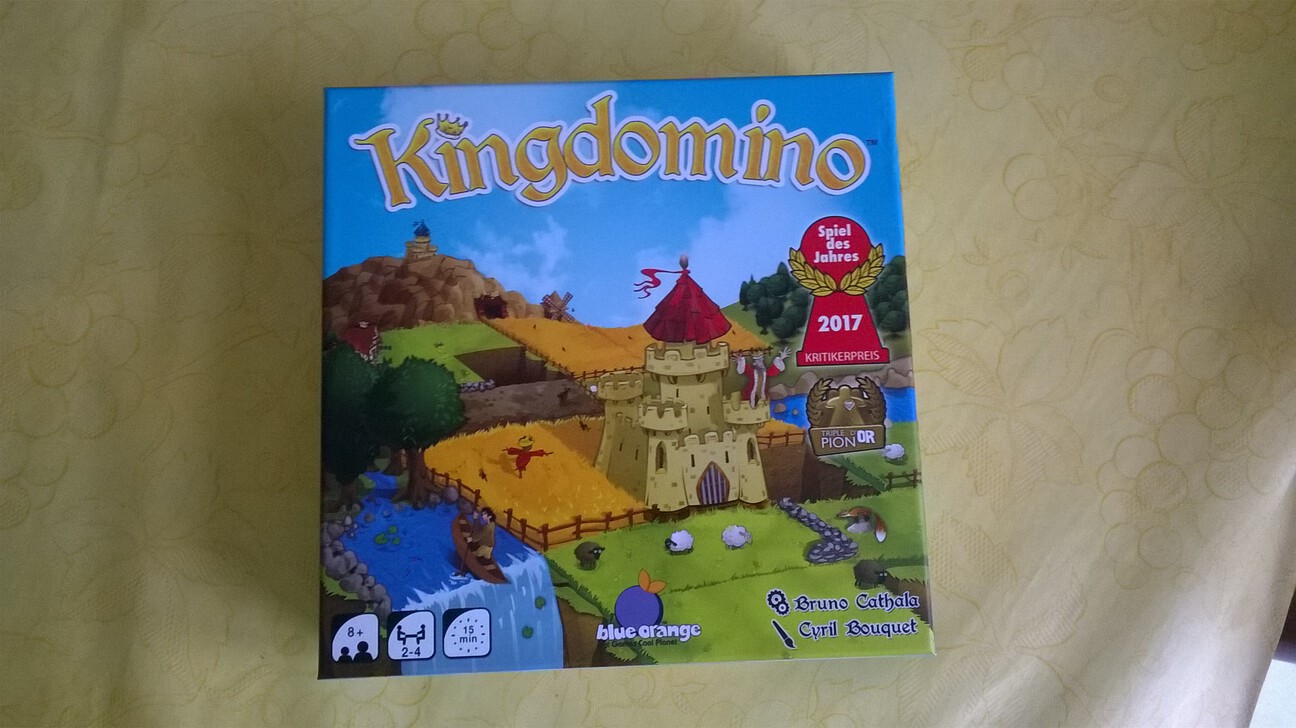 Kingdomino™
Spiel
des
Jahres
2017
KRITIKERPREIS
TRIPLE
PION D'OR
8+
2-4
15
min
blue orange
Bruno Cathala
Cyril Bouquet